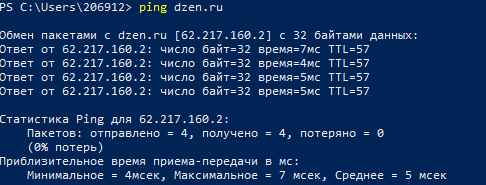 PS C:\Users\206912> ping dzen.ru
Обмен пакетами с dzen.ru [62.217.160.2] с 32 байтами данных:
Ответ от 62.217.160.2: число байт=32 время=7мс TTL=57
Ответ от 62.217.160.2: число байт=32 время=4мс TTL=57
Ответ от 62.217.160.2: число байт=32 время=5мс TTL=57
Ответ от 62.217.160.2: число байт=32 время=5мс TTL=57
Статистика Ping для 62.217.160.2:
Пакетов: отправлено = 4, получено = 4, потеряно = 0
(0% потерь)
Приблизительное время приема-передачи в мс:
Минимальное = 4мсек, Максимальное = 7 мсек, Среднее = 5 мсек